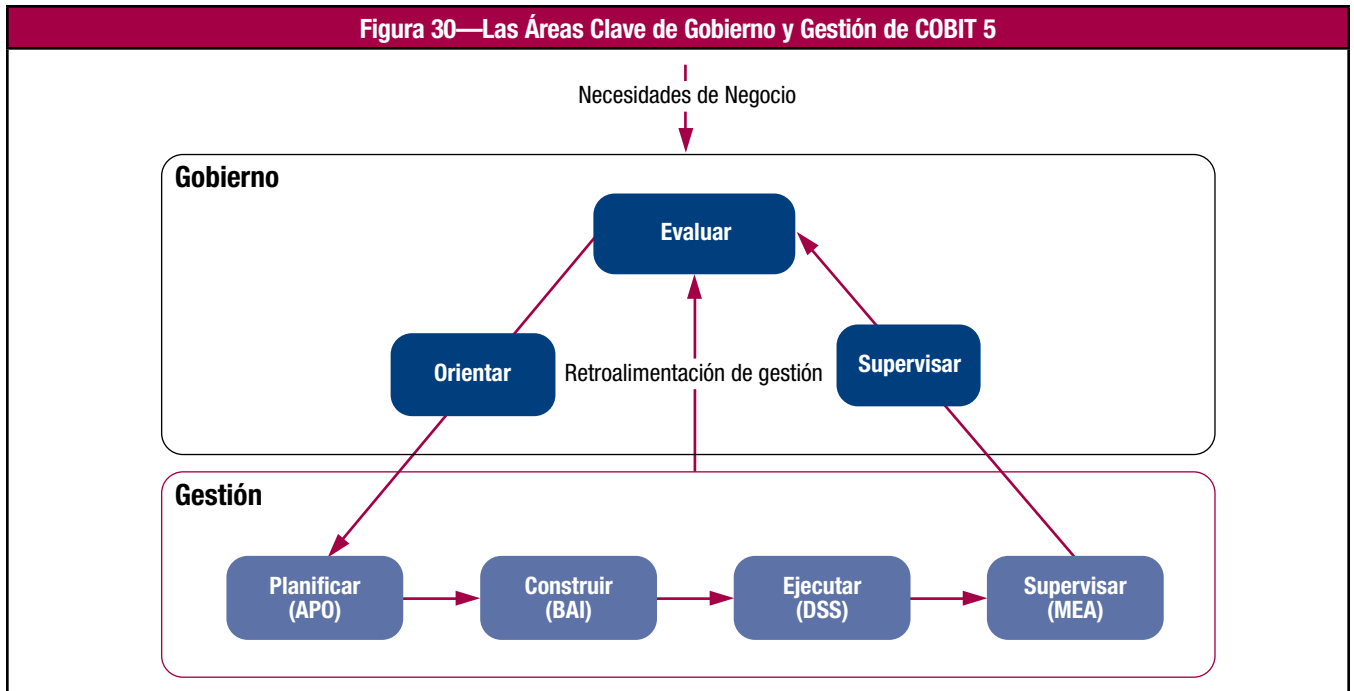 Figura 30—Las Áreas Clave de Gobierno y Gestión de COBIT 5
Necesidades de Negocio
Gobierno
Evaluar
Orientar
Retroalimentación de gestión
Supervisar
Gestión
Planificar
(APO)
Construir
(BAI)
Ejecutar
(DSS)
Supervisar
(MEA)